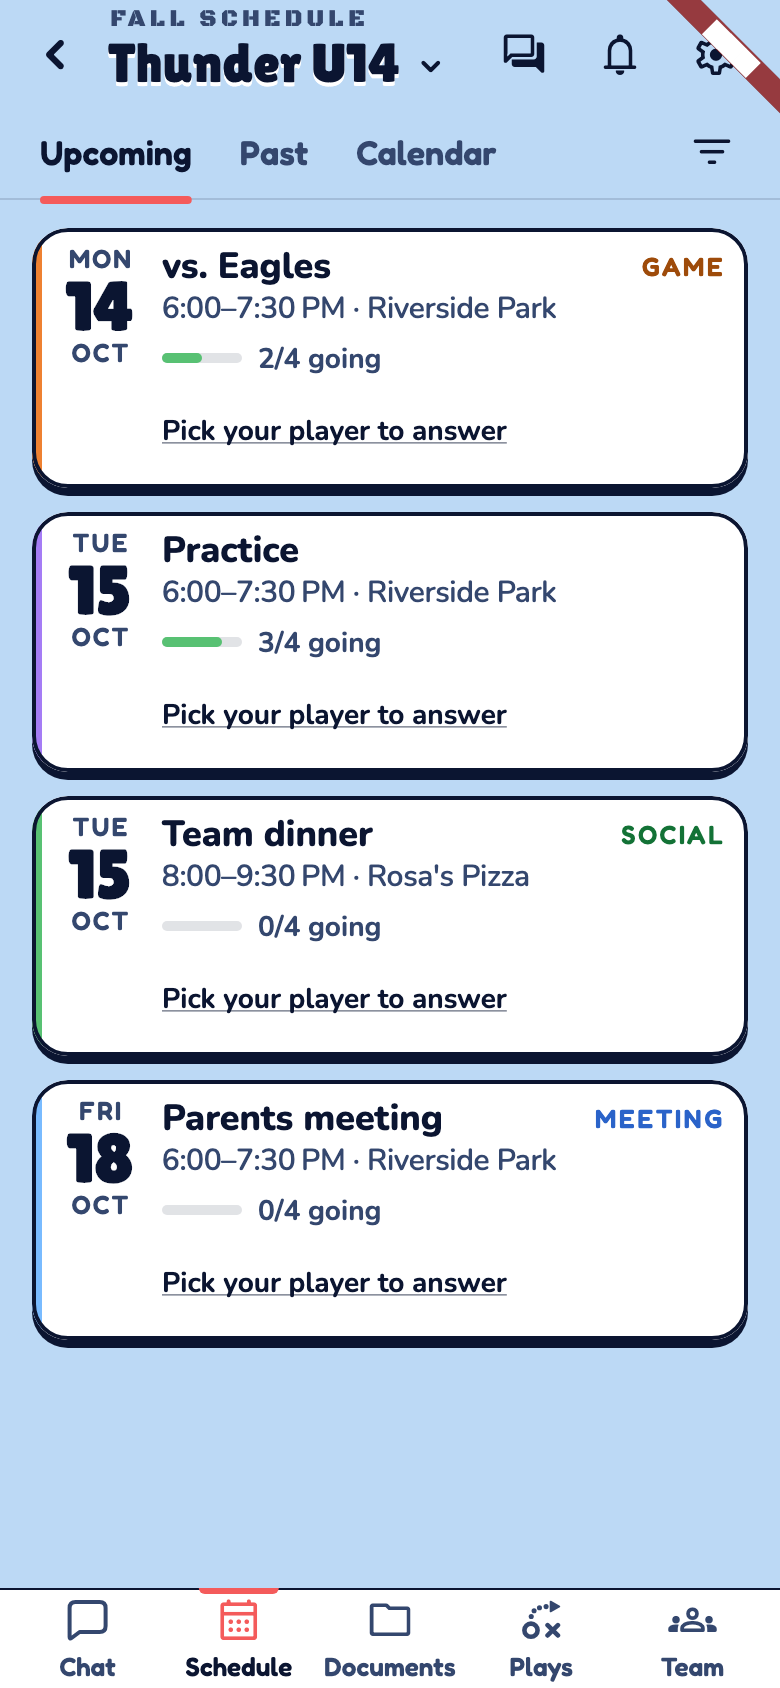 FALL SCHEDULE
Thunder U14
Upcoming Past Calendar
MON
14
OCT
vs. Eagles
GAME
6:00–7:30 PM · Riverside Park
2/4 going
Pick your player to answer
TUE
15
OCT
Practice
6:00–7:30 PM · Riverside Park
3/4 going
Pick your player to answer
TUE
15
OCT
Team dinner
SOCIAL
8:00–9:30 PM · Rosa's Pizza
0/4 going
Pick your player to answer
FRI
18
OCT
Parents meeting
MEETING
6:00–7:30 PM · Riverside Park
0/4 going
Pick your player to answer
Chat Schedule Documents Plays Team